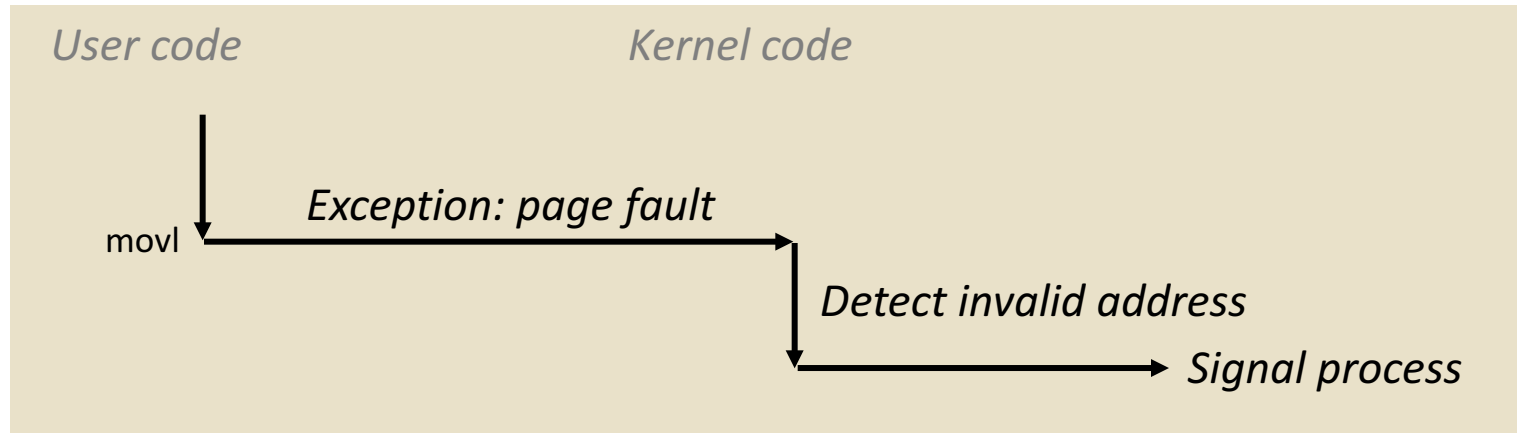 User code
Kernel code
Exception: page fault
movl
Detect invalid address
Signal process